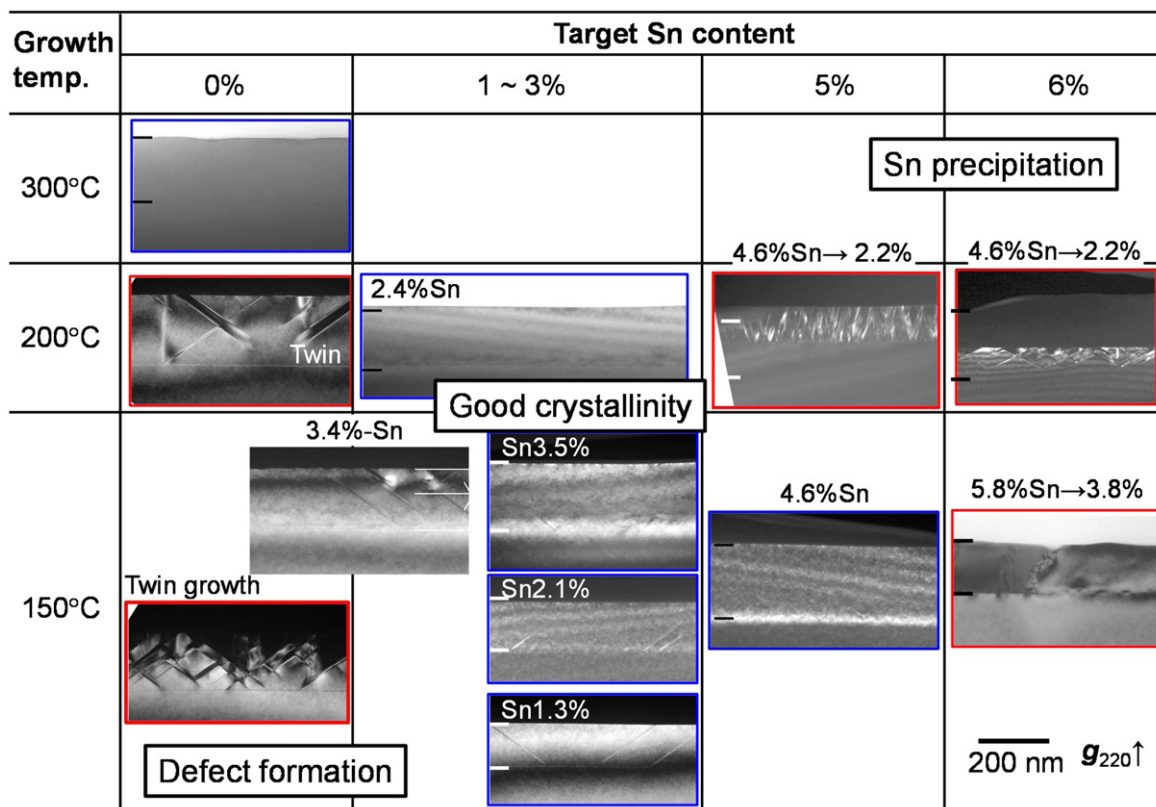 Growth
temp.
Target Sn content
0%
1 ~ 3%
5%
6%
300°C
Sn precipitation
4.6%Sn→ 2.2%
4.6%Sn→2.2%
200°C
Twin
2.4%Sn
Good crystallinity
3.4%-Sn
Sn3.5%
4.6%Sn
5.8%Sn→3.8%
150°C
Twin growth
Sn2.1%
Sn1.3%
Defect formation
200 nm
g220↑